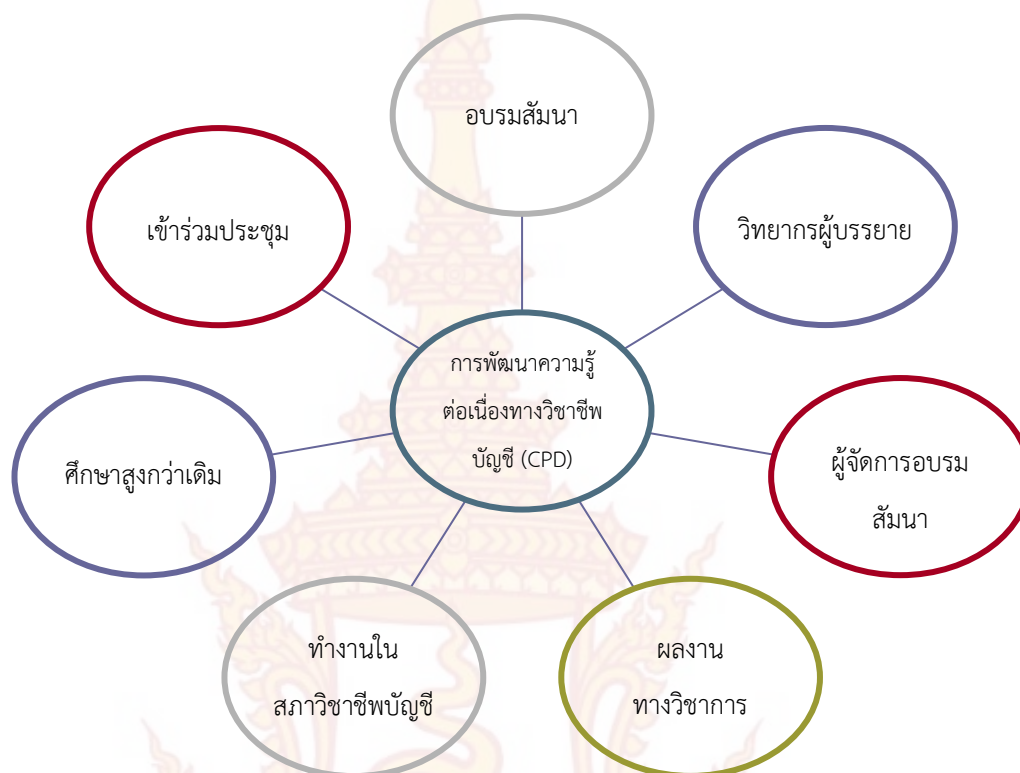 อบรมสัมนา
วิทยากรผู้บรรยาย
เข้าร่วมประชุม
การพัฒนาความรู้
ต่อเนื่องทางวิชาชีพ
บัญชี (CPD)
ศึกษาสูงกว่าเดิม
ผู้จัดการอบรม
สัมนา
ทำงานใน
สภาวิชาชีพบัญชี
ผลงาน
ทางวิชาการ